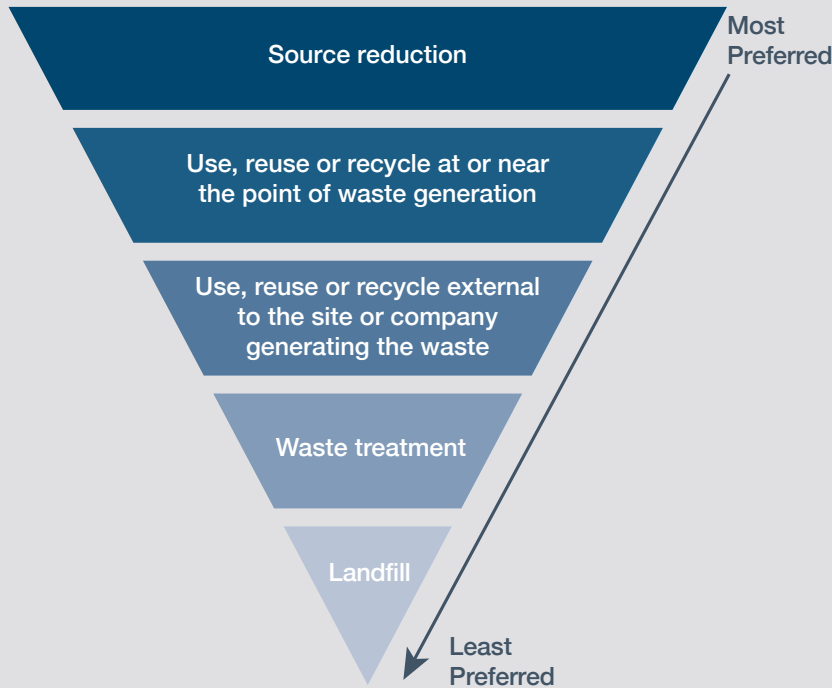 Source reduction
Most
Preferred
Use, reuse or recycle at or near
the point of waste generation
Use, reuse or recycle external
to the site or company
generating the waste
Waste treatment
Landfill
Least
Preferred